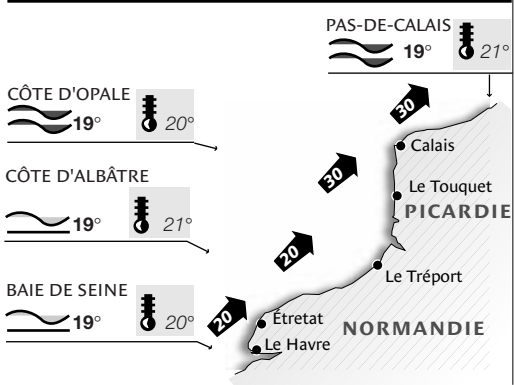 PAS-DE-CALAIS
19° 21°
CÔTE D'OPALE
19° 20°
CÔTE D'ALBÂTRE
19° 21°
BAIE DE SEINE
19° 20°
30
30
20
20
Calais
Le Touquet
PICARDIE
Le Tréport
Étretat
NORMANDIE
Le Havre